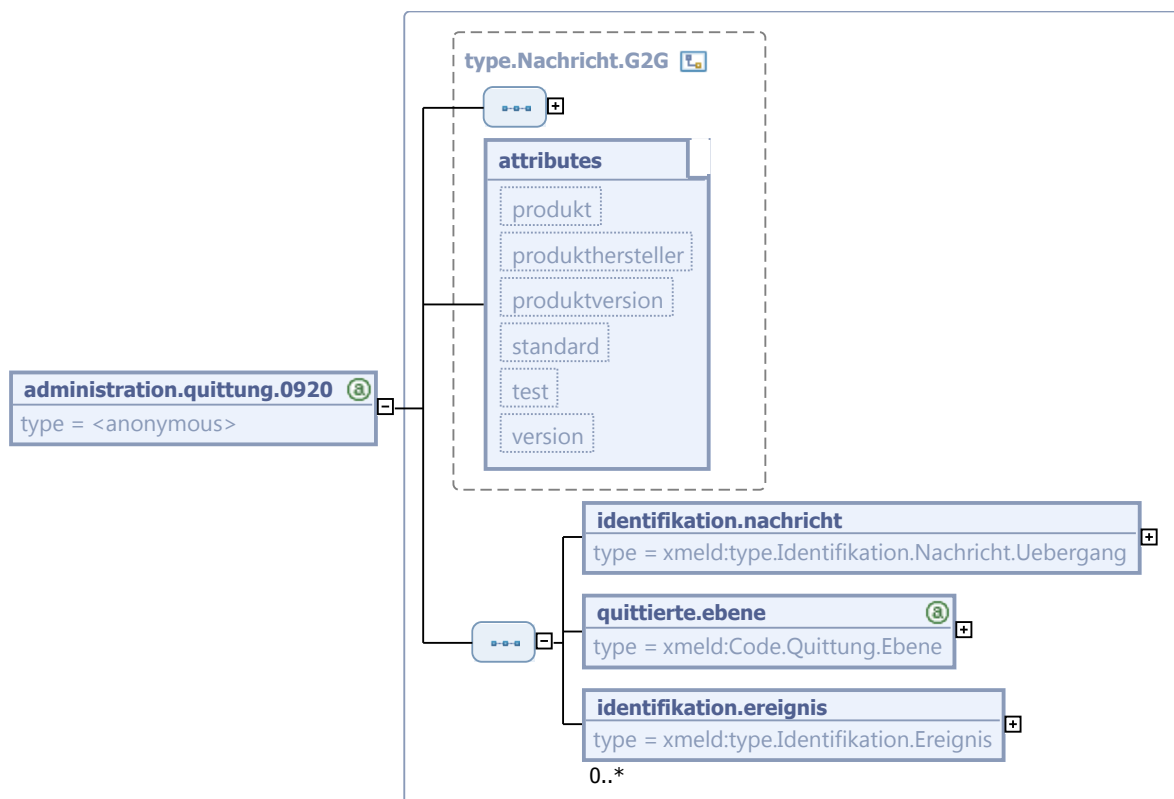 type.Nachricht.G2G
attributes
produkt
produkthersteller
produktversion
standard
test
version
administration.quittung.0920
type = <anonymous>
identifikation.nachricht
type = xmeld:type.Identifikation.Nachricht.Uebergang
quittierte.ebene
type = xmeld:Code.Quittung.Ebene
identifikation.ereignis
type = xmeld:type.Identifikation.Ereignis
0..*